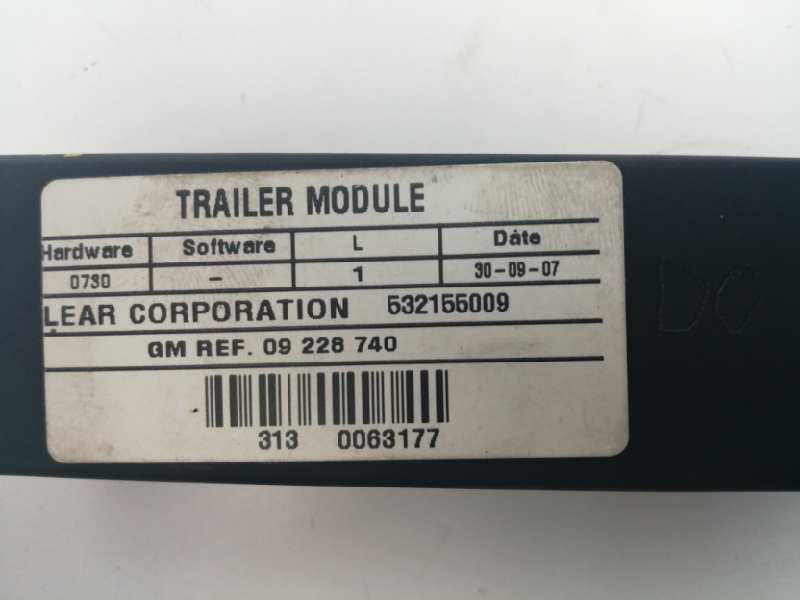 TRAILER MODULE
Hardware Software L Date
0730 - 1 30-09-07
LEAR CORPORATION 532155009
GM REF. 09 228 740
313 0063177
DO